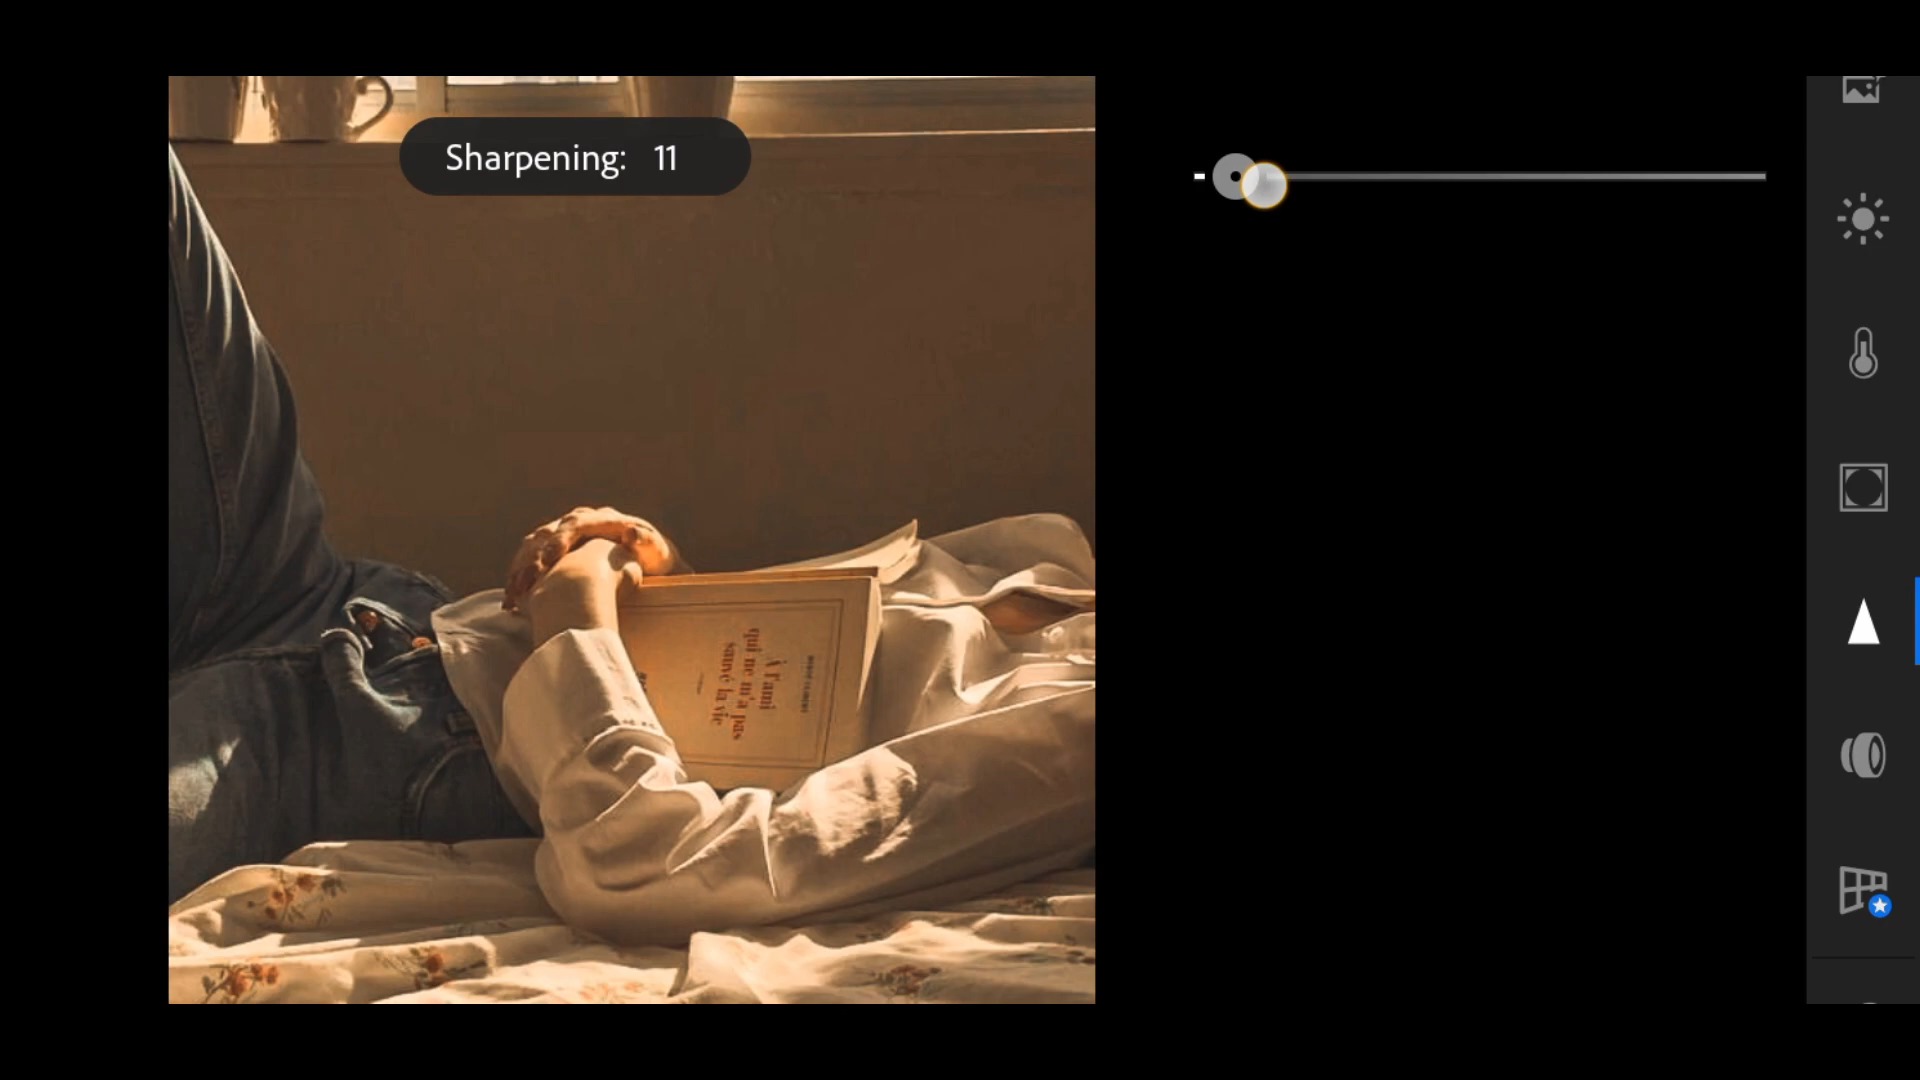 Sharpening: 11
À l'ami
qui ne m'a pas
sauvé la vie